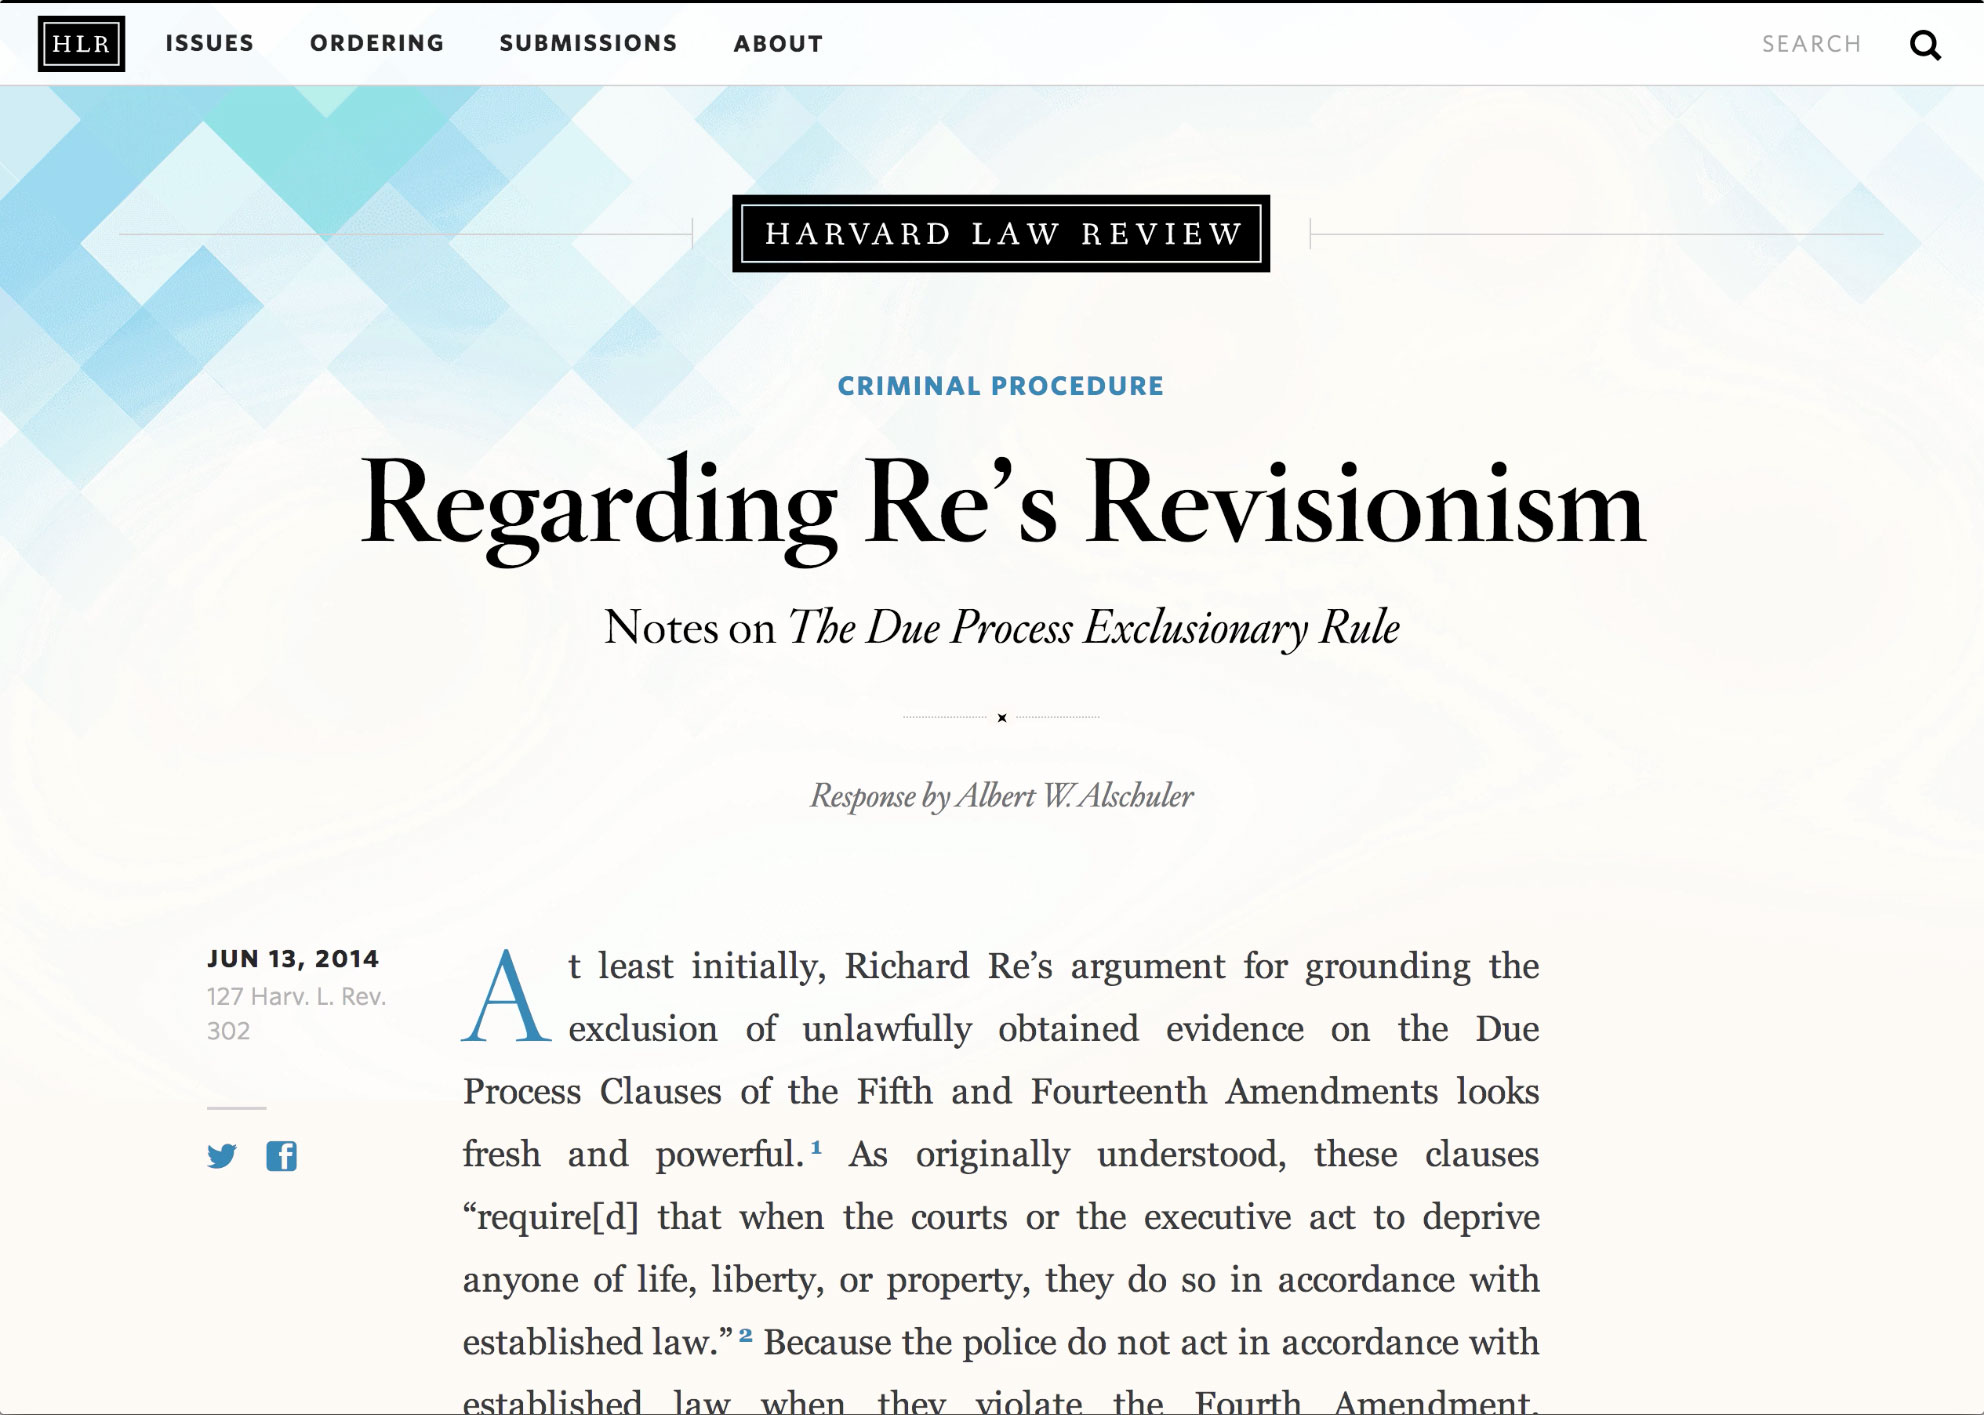 HLR ISSUES ORDERING SUBMISSIONS ABOUT SEARCH
HARVARD LAW REVIEW
CRIMINAL PROCEDURE
Regarding Re’s Revisionism
Notes on The Due Process Exclusionary Rule
Response by Albert W. Alschuler
JUN 13, 2014
127 Harv. L. Rev.
302
At least initially, Richard Re’s argument for grounding the
exclusion of unlawfully obtained evidence on the Due
Process Clauses of the Fifth and Fourteenth Amendments looks
fresh and powerful.1 As originally understood, these clauses
“require[d] that when the courts or the executive act to deprive
anyone of life, liberty, or property, they do so in accordance with
established law.”2 Because the police do not act in accordance with
established law when they violate the Fourth Amendment,